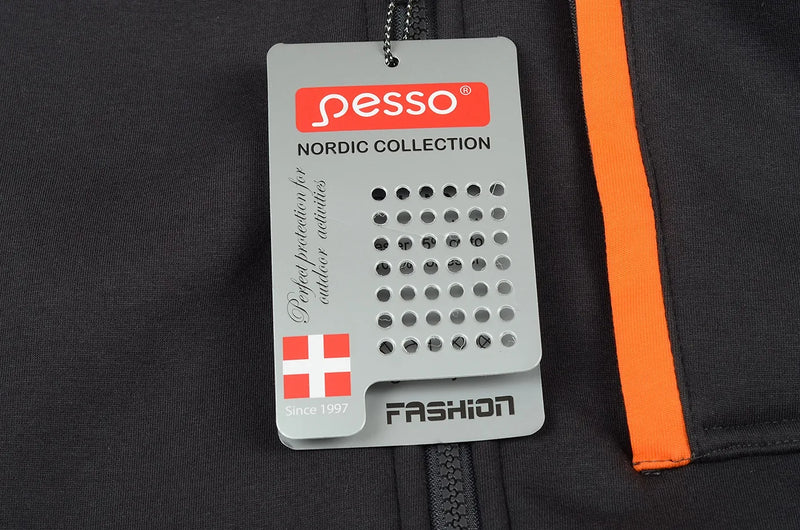 pesso®
NORDIC COLLECTION
Perfect protection for
outdoor activities
Since 1997
FASHION